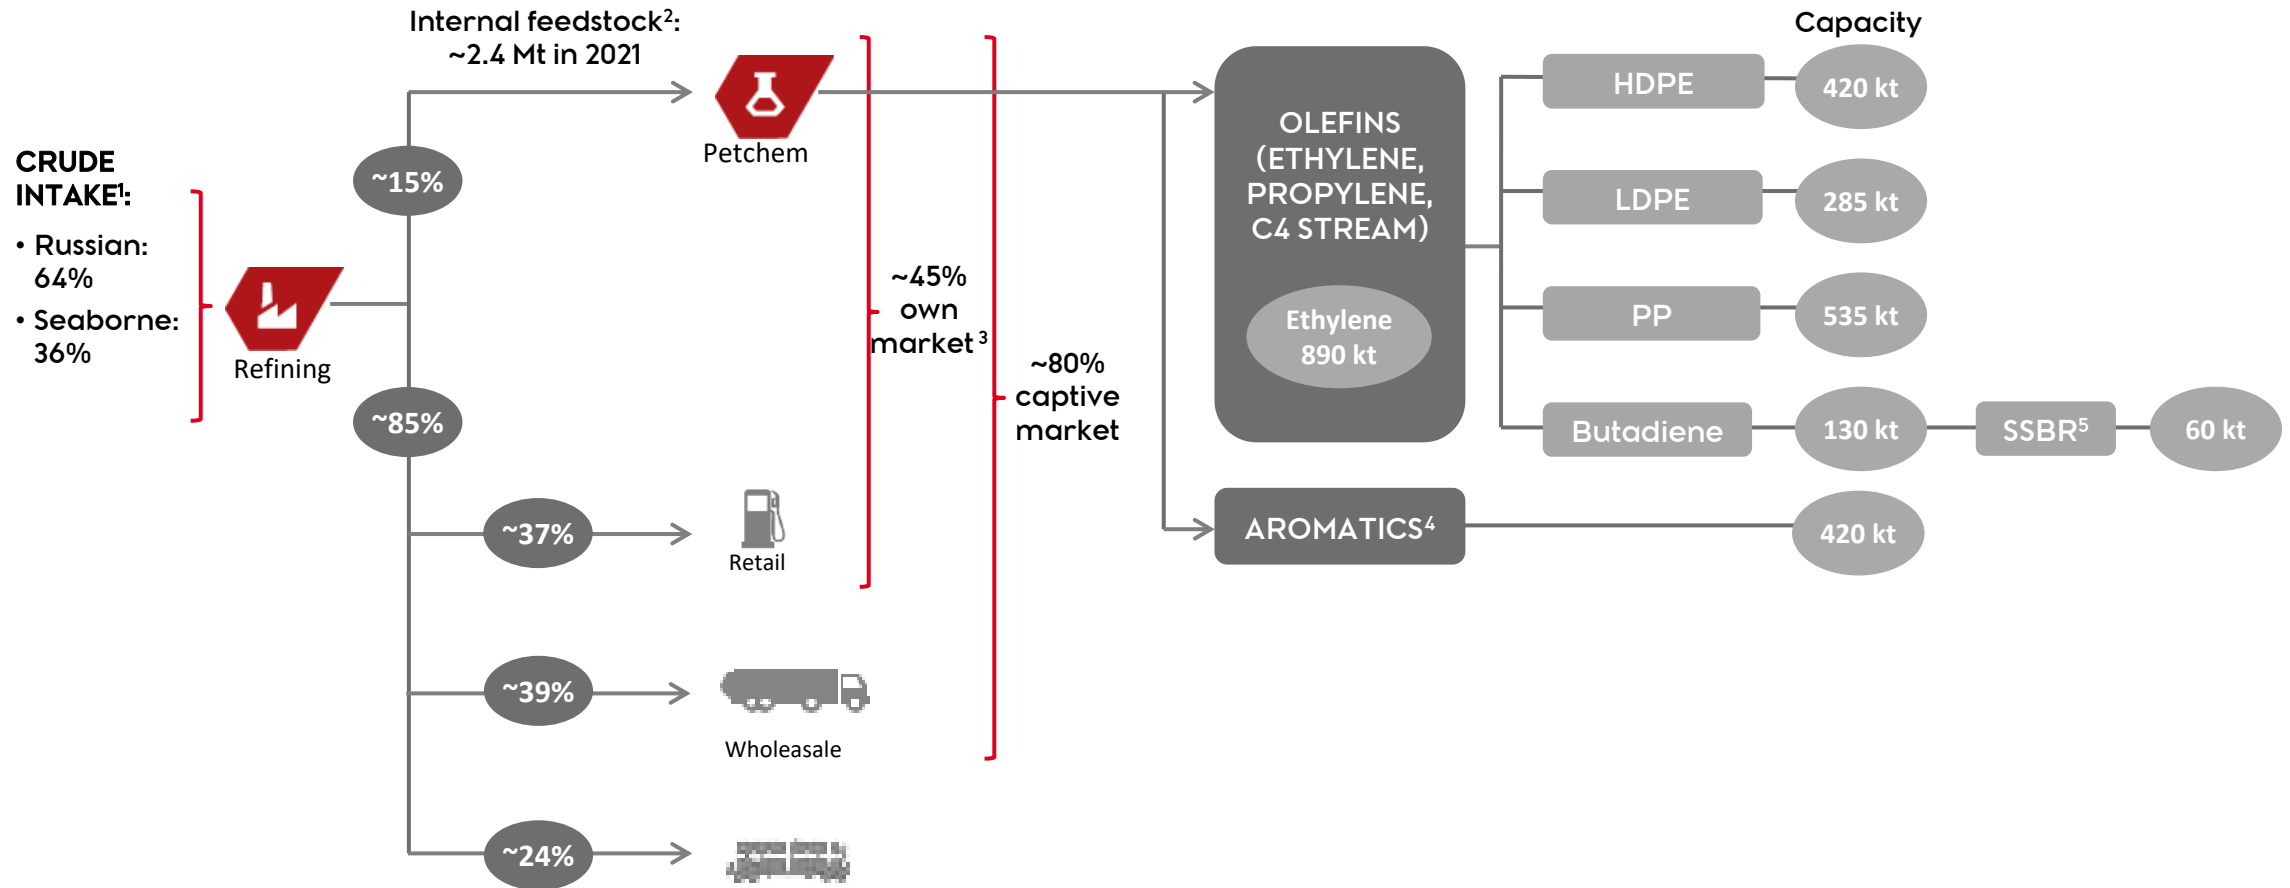 Internal feedstock²:
~2.4 Mt in 2021
Capacity
CRUDE
INTAKE¹:
• Russian:
64%
• Seaborne:
36%
Refining
~15%
~85%
Petchem
~37%
Retail
~39%
Wholeasale
~24%
~45%
own
market³
~80%
captive
market
OLEFINS
(ETHYLENE,
PROPYLENE,
C4 STREAM)
Ethylene
890 kt
HDPE
420 kt
LDPE
285 kt
PP
535 kt
Butadiene
130 kt
SSBR⁵
60 kt
AROMATICS⁴
420 kt